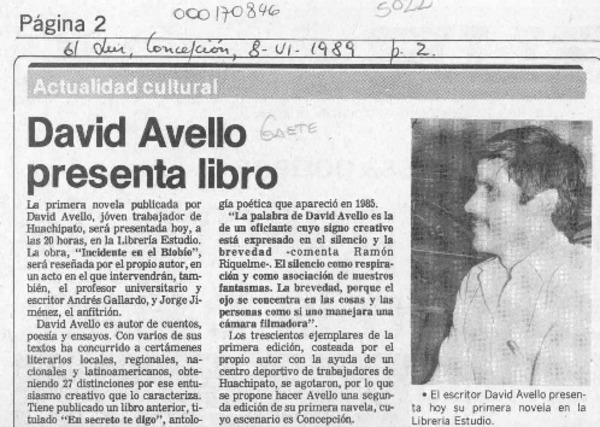 000170846
Página 2
El Sur, Concepción, 8-VI-1989 p. 2.
Actualidad cultural
David Avello
GAETE
presenta libro
La primera novela publicada por
David Avello, jóven trabajador de
Huachipato, será presentada hoy, a
las 20 horas, en la Librería Estudio.
La obra, "Incidente en el Biobío",
será reseñada por el propio autor, en
un acto en el que intervendrán, tam-
bién, el profesor universitario y
escritor Andrés Gallardo, y Jorge Ji-
ménez, el anfitrión.
David Avello es autor de cuentos,
poesía y ensayos. Con varios de sus
textos ha concurrido a certámenes
literarios locales, regionales, na-
cionales y latinoamericanos, obte-
niendo 27 distinciones por ese entu-
siasmo creativo que lo caracteriza.
Tiene publicado un libro anterior, ti-
tulado "En secreto te digo", antolo-
gía poética que apareció en 1985.
"La palabra de David Avello es la
de un oficiante cuyo signo creativo
está expresado en el silencio y la
brevedad -comenta Ramón
Riquelme-. El silencio como respira-
ción y como asociación de nuestros
fantasmas. La brevedad, porque el
ojo se concentra en las cosas y las
personas como si uno manejara una
cámara filmadora".
Los trescientos ejemplares de la
primera edición, costeada por el
propio autor con la ayuda de un
centro deportivo de trabajadores de
Huachipato, se agotaron, por lo que
se propone hacer Avello una segun-
da edición de su primera navela, cu-
yo escenario es Concepción.
• El escritor David Avello presen-
ta hoy su primera novela en la
Librería Estudio.